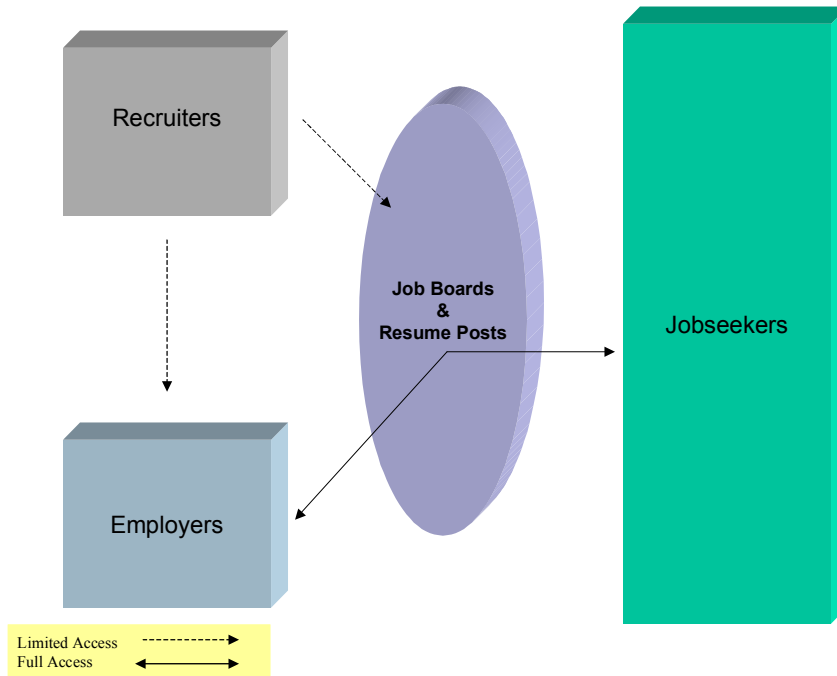 Recruiters
Job Boards
&
Resume Posts
Jobseekers
Employers
Limited Access
Full Access